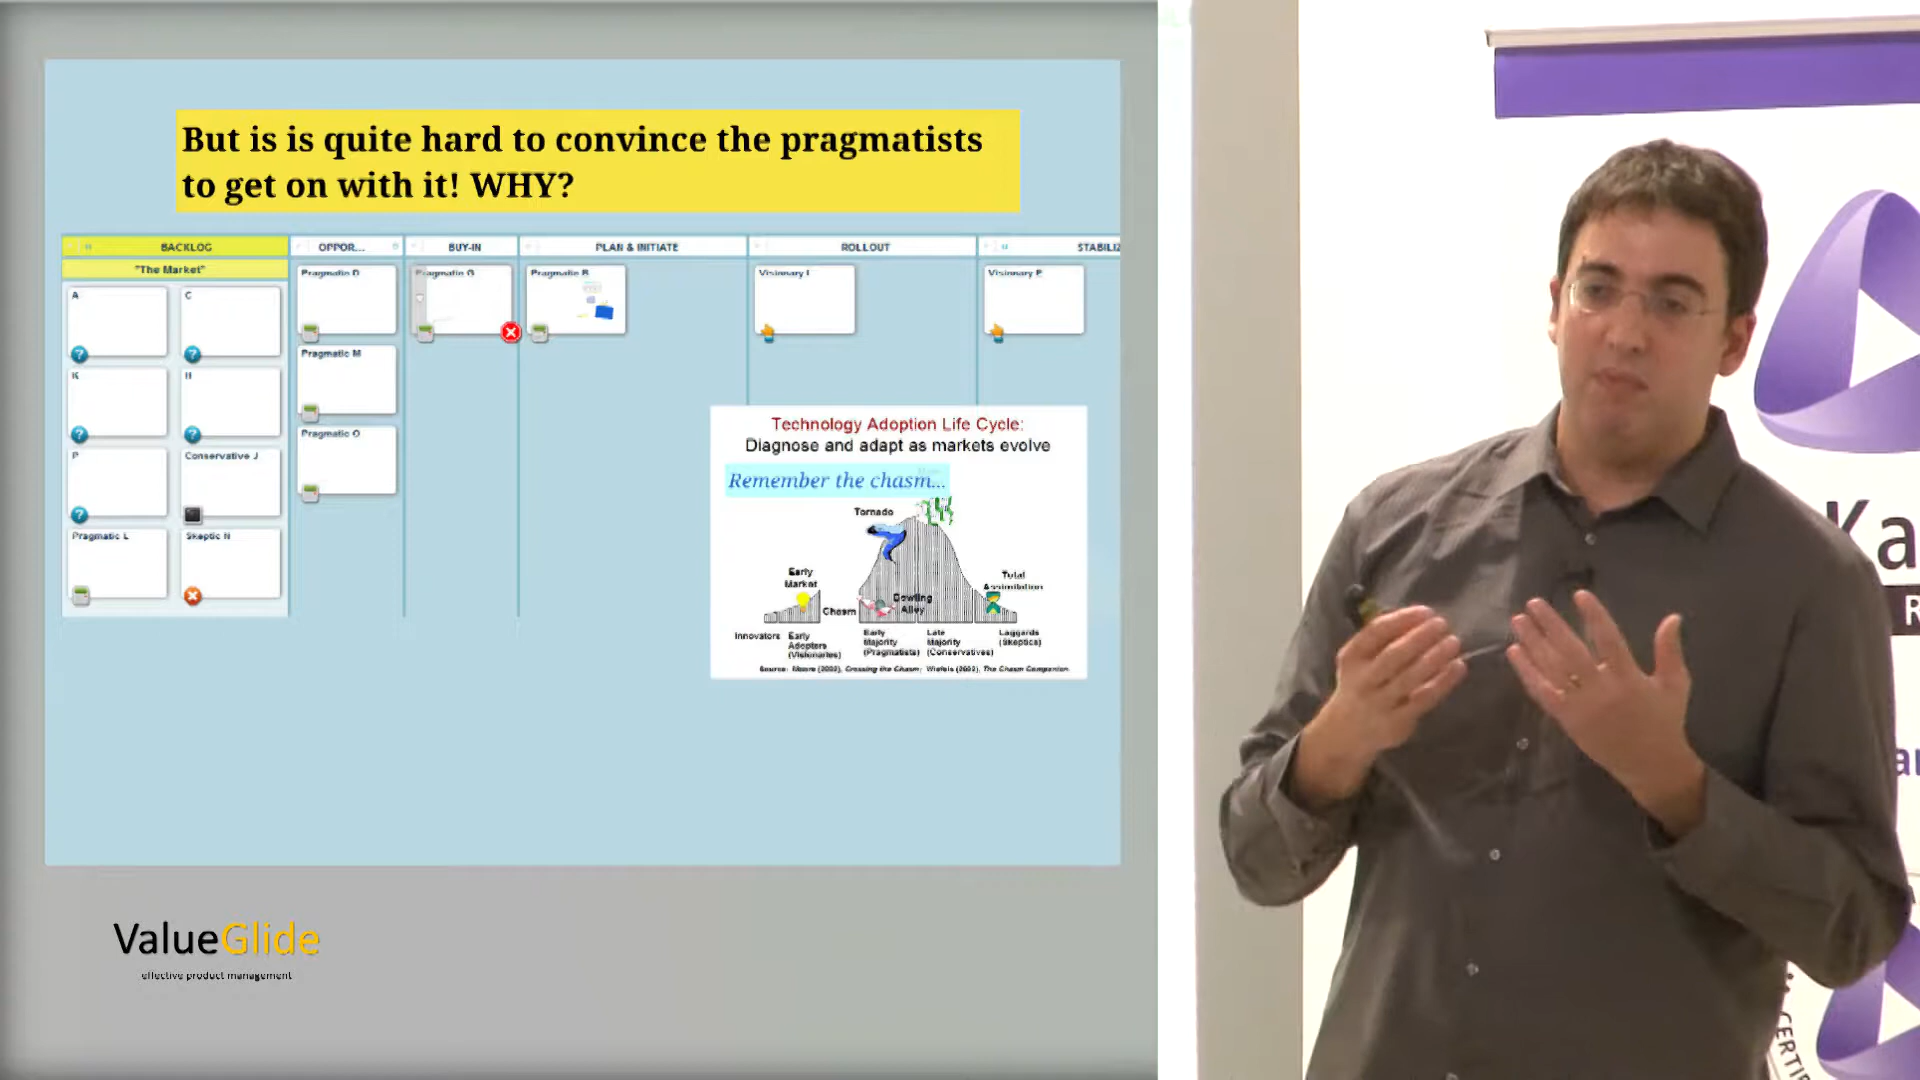 But is is quite hard to convince the pragmatists
to get on with it! WHY?
BACKLOG
OPPOR...
BUY-IN
PLAN & INITIATE
ROLLOUT
STABILIZ
"The Market"
A
C
K
H
P
Conservative J
Pragmatic L
Skeptic N
Pragmatic D
Pragmatic M
Pragmatic O
Pragmatic G
Pragmatic B
Visionary I
Visionary E
Technology Adoption Life Cycle:
Diagnose and adapt as markets evolve
Remember the chasm...
Tornado
Early
Market
Chasm
Bowling
Alley
Total
Assimilation
Innovators
Early
Adopters
(Visionaries)
Early
Majority
(Pragmatists)
Late
Majority
(Conservatives)
Laggards
(Skeptics)
Source: Moore (2002), Crossing the Chasm; Wiefels (2002), The Chasm Companion
ValueGlide
effective product management
Ka
R
ar
CERTIF